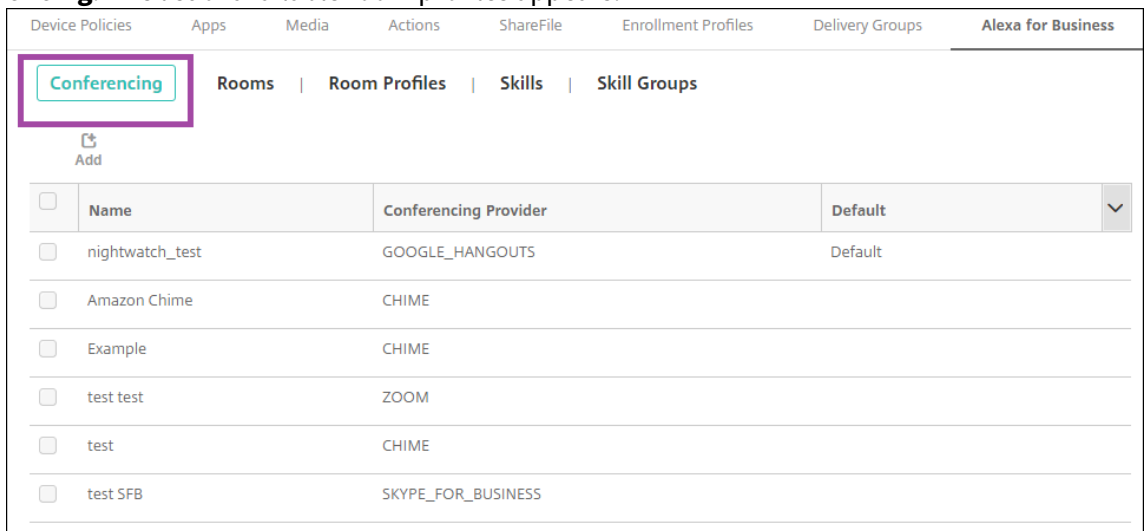 Device Policies Apps Media Actions ShareFile Enrollment Profiles Delivery Groups Alexa for Business
Conferencing Rooms | Room Profiles | Skills | Skill Groups
Add
Name Conferencing Provider Default
nightwatch_test GOOGLE_HANGOUTS Default
Amazon Chime CHIME
Example CHIME
test test ZOOM
test CHIME
test SFB SKYPE_FOR_BUSINESS